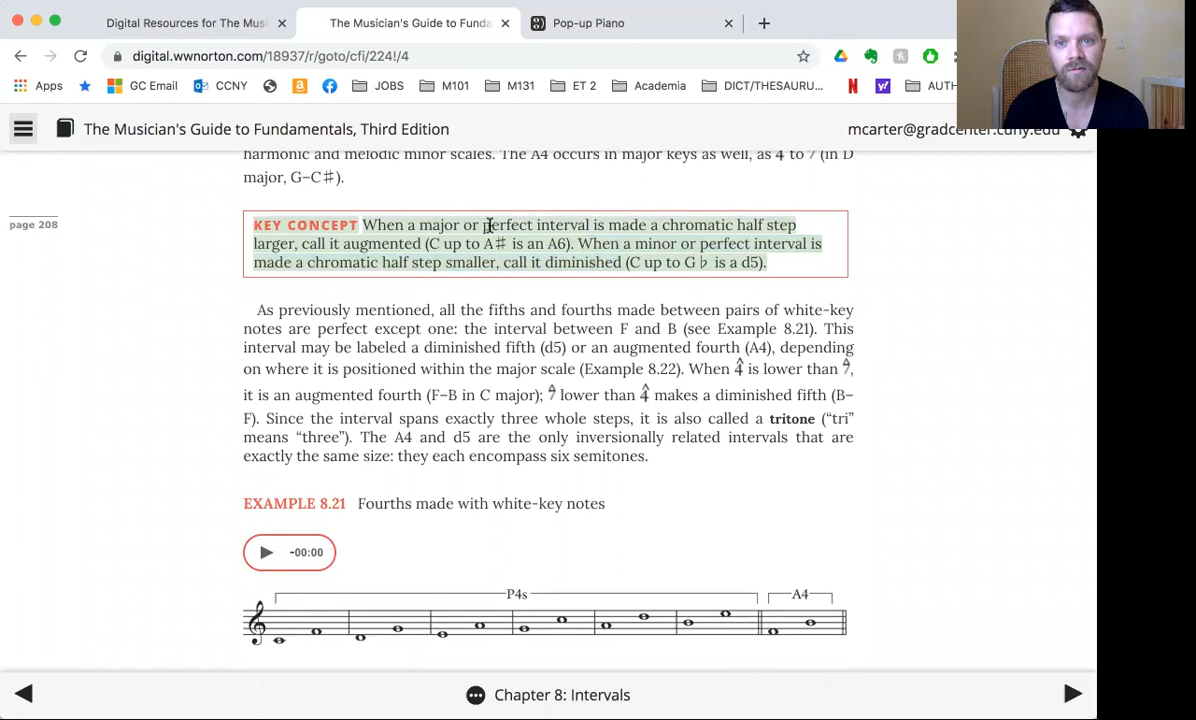 Digital Resources for The Mus
The Musician's Guide to Funda
Pop-up Piano
digital.wwnorton.com/18937/r/goto/cfi/224!/4
Apps
GC Email
CCNY
JOBS
M101
M131
ET 2
Academia
DICT/THESAURU...
AUTH
The Musician's Guide to Fundamentals, Third Edition
mcarter@gradcenter.cuny.edu
harmonic and melodic minor scales. The A4 occurs in major keys as well, as 4̂ to 7̂ (in D
major, G–C♯).
page 208
KEY CONCEPT When a major or perfect interval is made a chromatic half step
larger, call it augmented (C up to A♯ is an A6). When a minor or perfect interval is
made a chromatic half step smaller, call it diminished (C up to G♭ is a d5).
As previously mentioned, all the fifths and fourths made between pairs of white-key
notes are perfect except one: the interval between F and B (see Example 8.21). This
interval may be labeled a diminished fifth (d5) or an augmented fourth (A4), depending
on where it is positioned within the major scale (Example 8.22). When 4̂ is lower than 7̂,
it is an augmented fourth (F–B in C major); 7̂ lower than 4̂ makes a diminished fifth (B–
F). Since the interval spans exactly three whole steps, it is also called a tritone (“tri”
means “three”). The A4 and d5 are the only inversionally related intervals that are
exactly the same size: they each encompass six semitones.
EXAMPLE 8.21 Fourths made with white-key notes
-00:00
P4s
A4
Chapter 8: Intervals